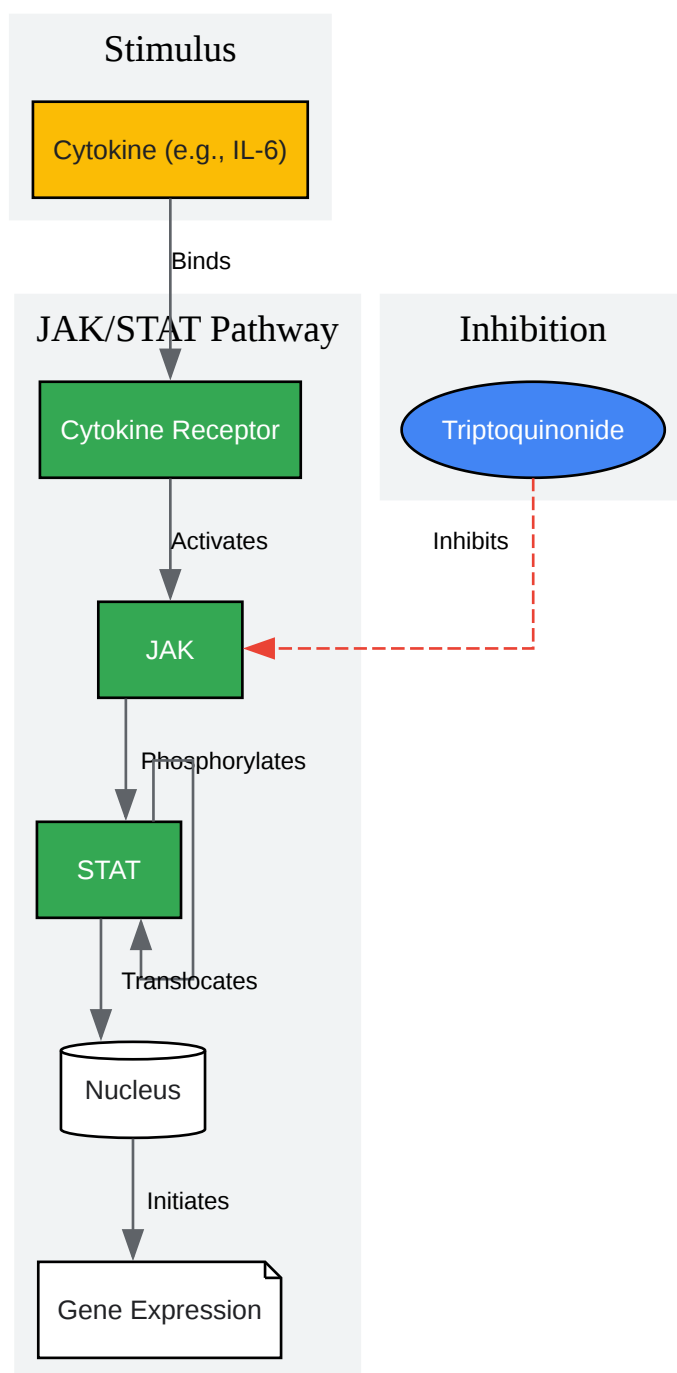 Stimulus
Cytokine (e.g., IL-6)
Binds
JAK/STAT Pathway
Inhibition
Cytokine Receptor
Triptoquinonide
Activates
Inhibits
JAK
Phosphorylates
STAT
Translocates
Nucleus
Initiates
Gene Expression